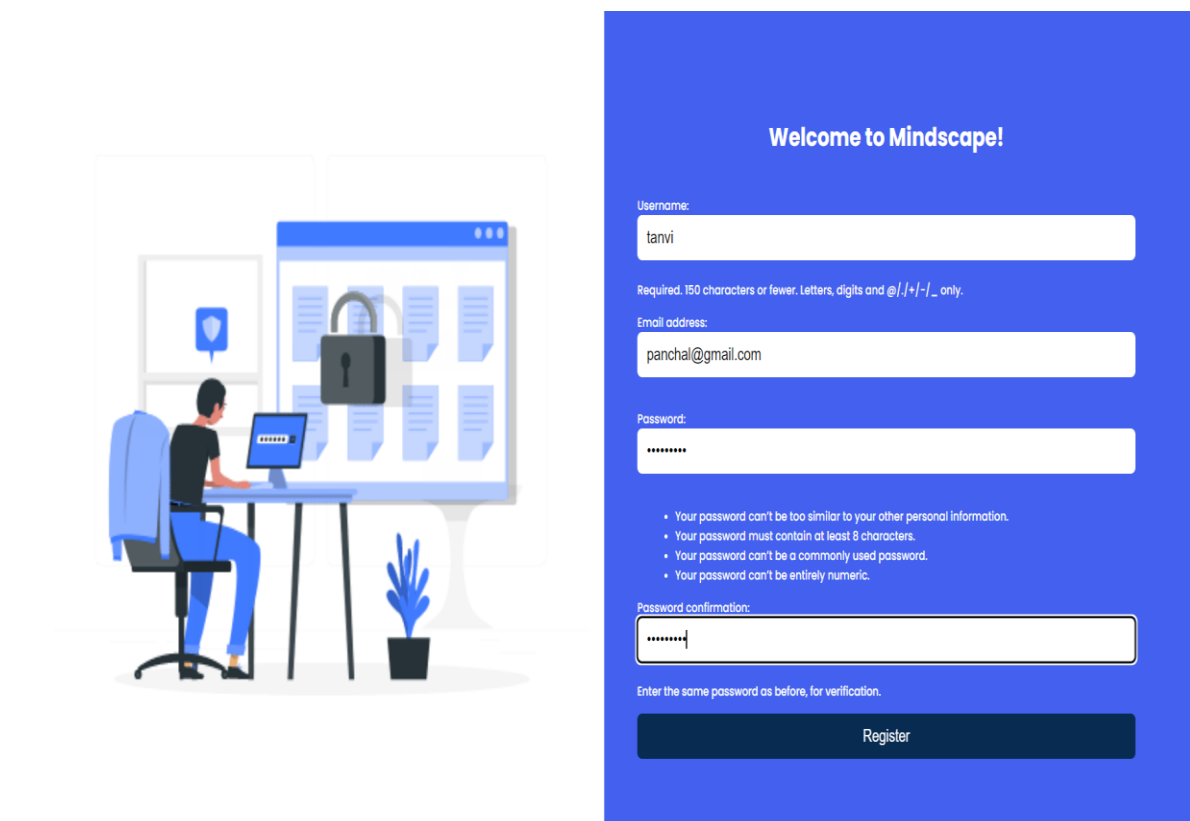 Welcome to Mindscape!
Username:
tanvi
Required. 150 characters or fewer. Letters, digits and @/./+/-/_ only.
Email address:
panchal@gmail.com
Password:
•••••••••
• Your password can't be too similar to your other personal information.
• Your password must contain at least 8 characters.
• Your password can't be a commonly used password.
• Your password can't be entirely numeric.
Password confirmation:
•••••••••
Enter the same password as before, for verification.
Register